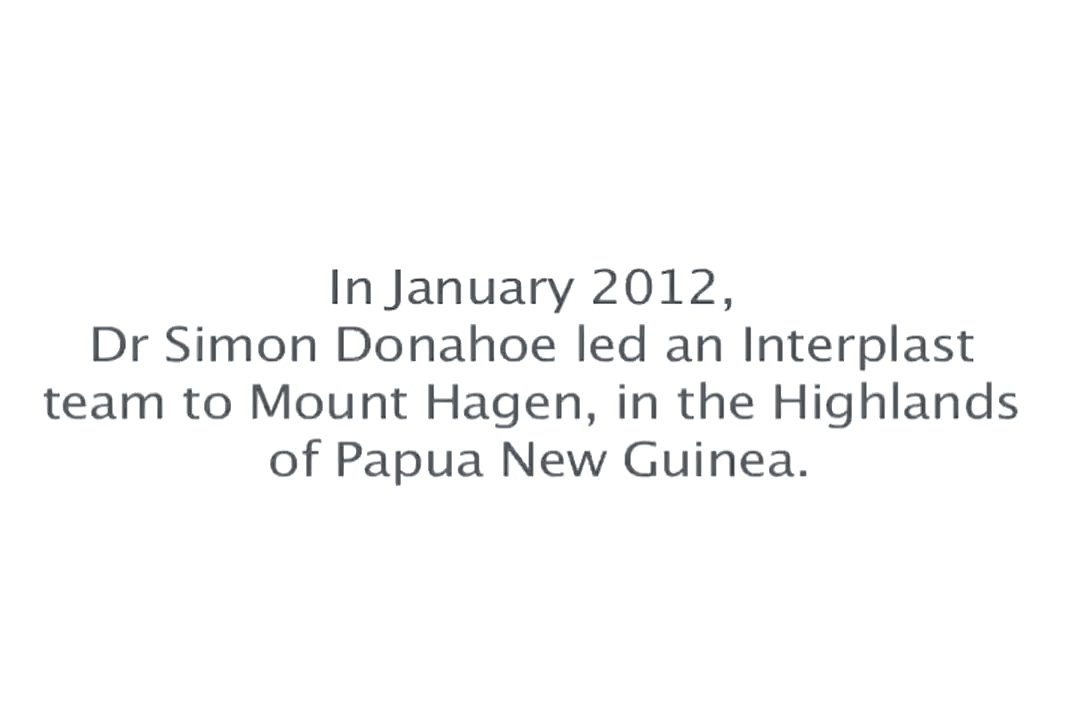 In January 2012,
Dr Simon Donahoe led an Interplast
team to Mount Hagen, in the Highlands
of Papua New Guinea.